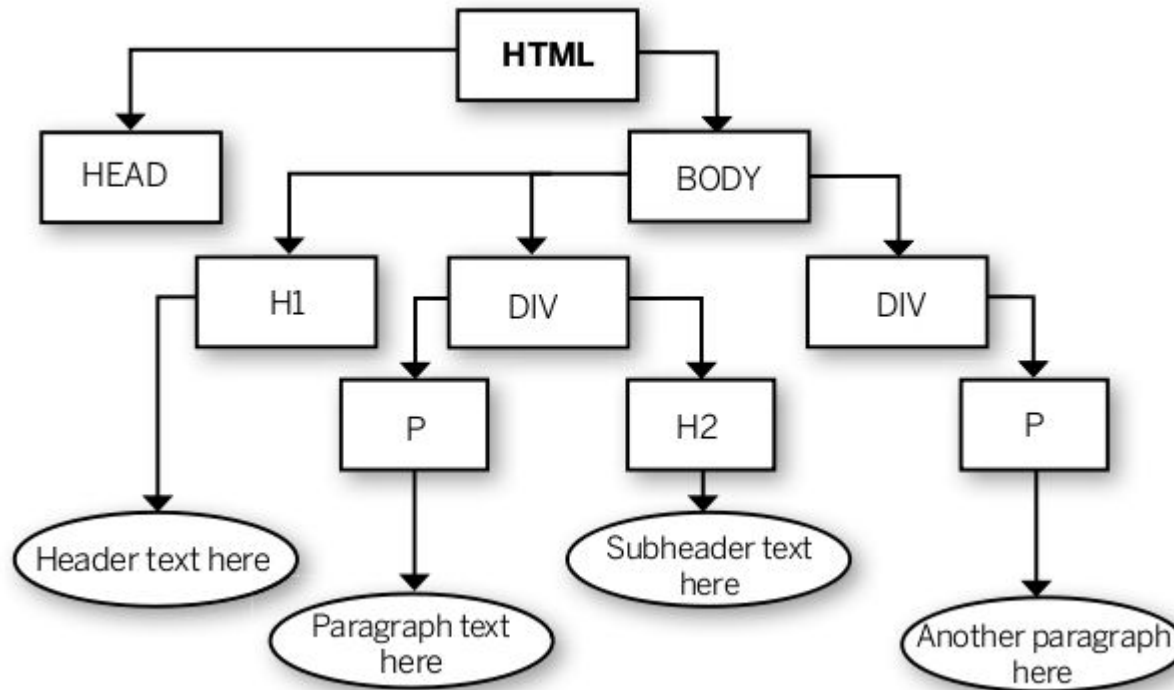 HTML
HEAD
BODY
H1
DIV
DIV
P
H2
P
Header text here
Subheader text
here
Paragraph text
here
Another paragraph
here